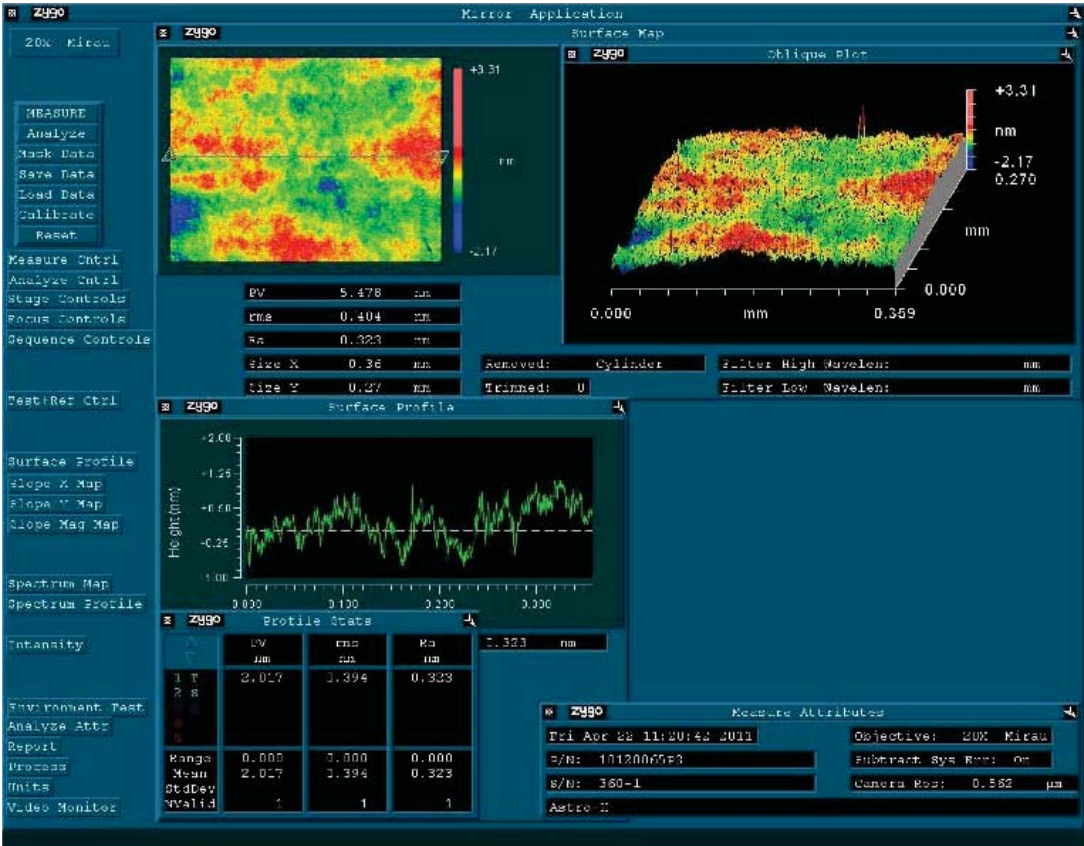 zygo Mirror Application
20X Mirau
MEASURE
Analyze
Mask Data
Save Data
Load Data
Calibrate
Reset
Measure Cntrl
Analyze Cntrl
Stage Controls
Focus Controls
Sequence Controls
Test+Ref Ctrl
Surface Profile
Slope X Map
Slope Y Map
Slope Mag Map
Spectrum Map
Spectrum Profile
Intensity
Environment Test
Analyze Attr
Report
Process
Units
Video Monitor
zygo Surface Map
+3.31
nm
-2.17
zygo Oblique Plot
+3.31
nm
-2.17
0.270
mm
0.000
0.000 mm 0.359
PV 5.478 nm
rms 0.404 nm
Ra 0.323 nm
Size X 0.36 mm
Size Y 0.27 mm
Removed: Cylinder
Trimmed: 0
Filter High Wavelen: mm
Filter Low Wavelen: mm
zygo Surface Profile
+2.00
+1.25
+0.50
-0.25
-1.00
Height (nm)
0.000 0.100 0.200 0.300
0.323 nm
zygo Profile Stats
PV rms Ra
nm nm nm
1 T 2.017 0.394 0.323
2 S
Range 0.000 0.000 0.000
Mean 2.017 0.394 0.323
StdDev
NValid 1 1 1
zygo Measure Attributes
Fri Apr 22 11:20:42 2011
Objective: 20X Mirau
P/N: 10120865P3
Subtract Sys Err: On
S/N: 360-1
Camera Res: 0.562 µm
Astro-H